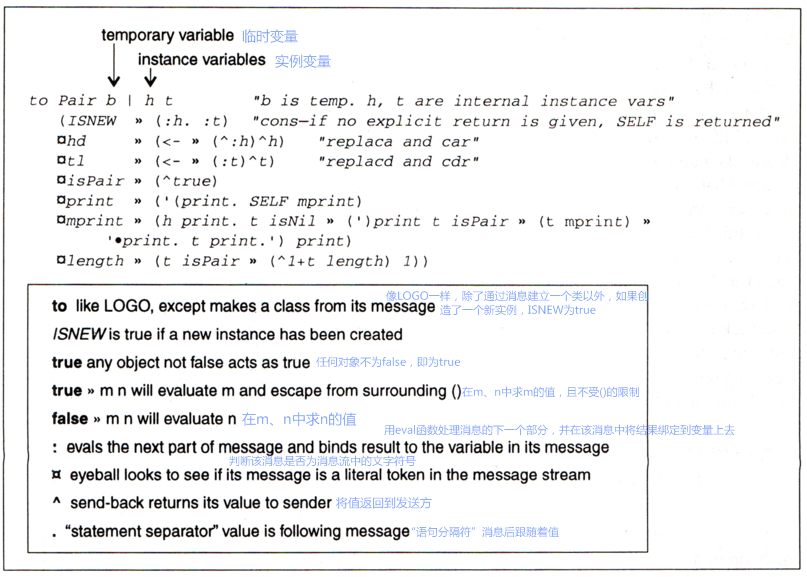 temporary variable 临时变量
instance variables 实例变量
to Pair b | h t "b is temp. h, t are internal instance vars"
(ISNEW » (:h. :t) "cons—if no explicit return is given, SELF is returned"
¤hd » (<- » (^:h)^h) "replaca and car"
¤tl » (<- » (:t)^t) "replacd and cdr"
¤isPair » (^true)
¤print » ('(print. SELF mprint)
¤mprint » (h print. t isNil » (')print t isPair » (t mprint) »
'●print. t print.') print)
¤length » (t isPair » (^1+t length) 1))
to like LOGO, except makes a class from its message 像LOGO一样，除了通过消息建立一个类以外，如果创
造了一个新实例，ISNEW为true
ISNEW is true if a new instance has been created
true any object not false acts as true 任何对象不为false，即为true
true » m n will evaluate m and escape from surrounding () 在m、n中求m的值，且不受()的限制
false » m n will evaluate n 在m、n中求n的值
用eval函数处理消息的下一个部分，并在该消息中将结果绑定到变量上去
: evals the next part of message and binds result to the variable in its message
判断该消息是否为消息流中的文字符号
¤ eyeball looks to see if its message is a literal token in the message stream
^ send-back returns its value to sender 将值返回到发送方
. "statement separator" value is following message "语句分隔符" 消息后跟随着值